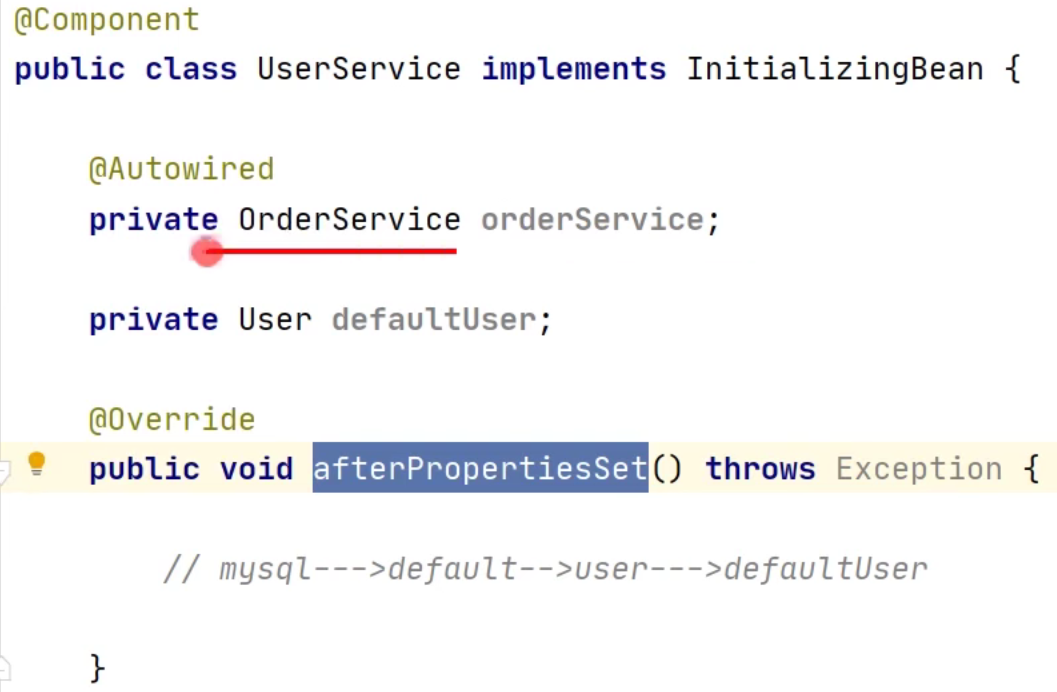 @Component
public class UserService implements InitializingBean {
@Autowired
private OrderService orderService;
private User defaultUser;
@Override
public void afterPropertiesSet() throws Exception {
// mysql--->default-->user--->defaultUser
}